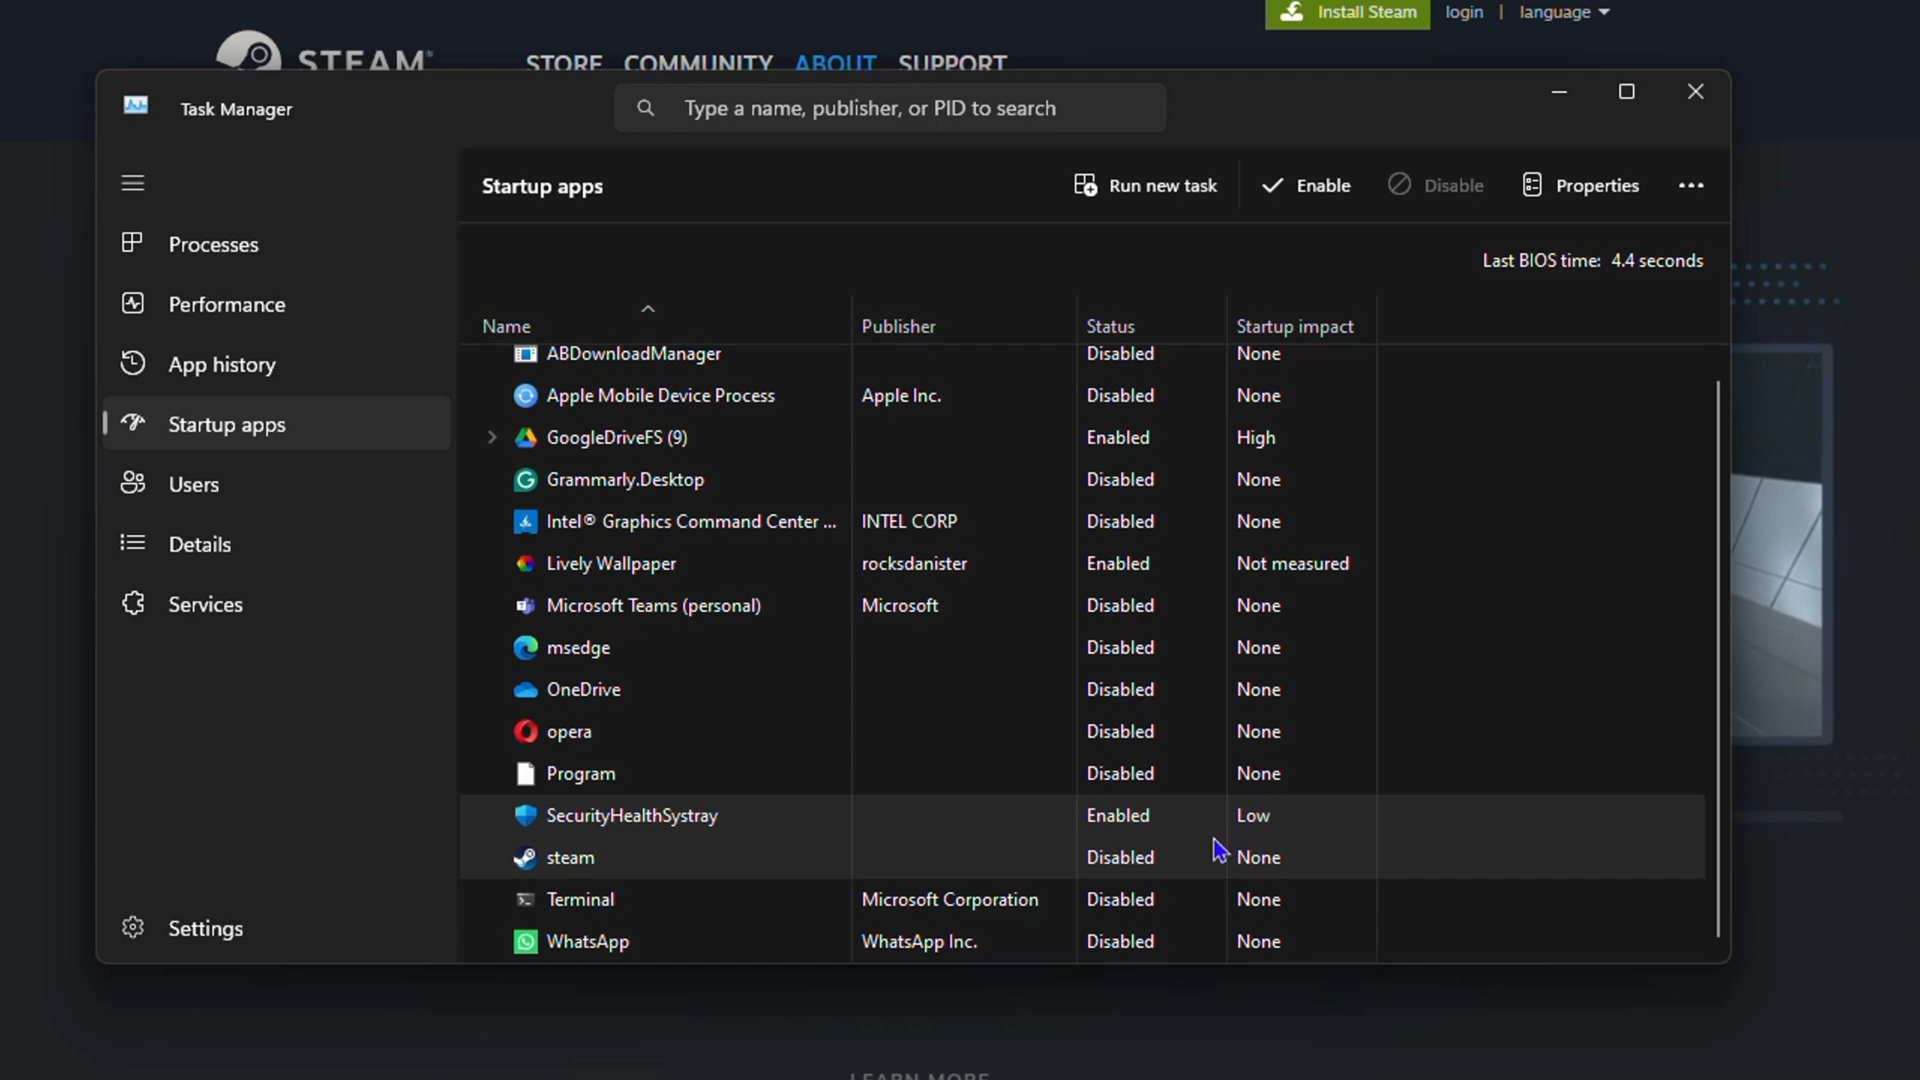 Install Steam login | language
STEAM® STORE COMMUNITY ABOUT SUPPORT
Task Manager
Type a name, publisher, or PID to search
Startup apps
Run new task
Enable
Disable
Properties
Processes
Performance
App history
Startup apps
Users
Details
Services
Settings
Last BIOS time: 4.4 seconds
Name Publisher Status Startup impact
ABDownloadManager Disabled None
Apple Mobile Device Process Apple Inc. Disabled None
GoogleDriveFS (9) Enabled High
Grammarly.Desktop Disabled None
Intel® Graphics Command Center ... INTEL CORP Disabled None
Lively Wallpaper rocksdanister Enabled Not measured
Microsoft Teams (personal) Microsoft Disabled None
msedge Disabled None
OneDrive Disabled None
opera Disabled None
Program Disabled None
SecurityHealthSystray Enabled Low
steam Disabled None
Terminal Microsoft Corporation Disabled None
WhatsApp WhatsApp Inc. Disabled None
LEARN MORE